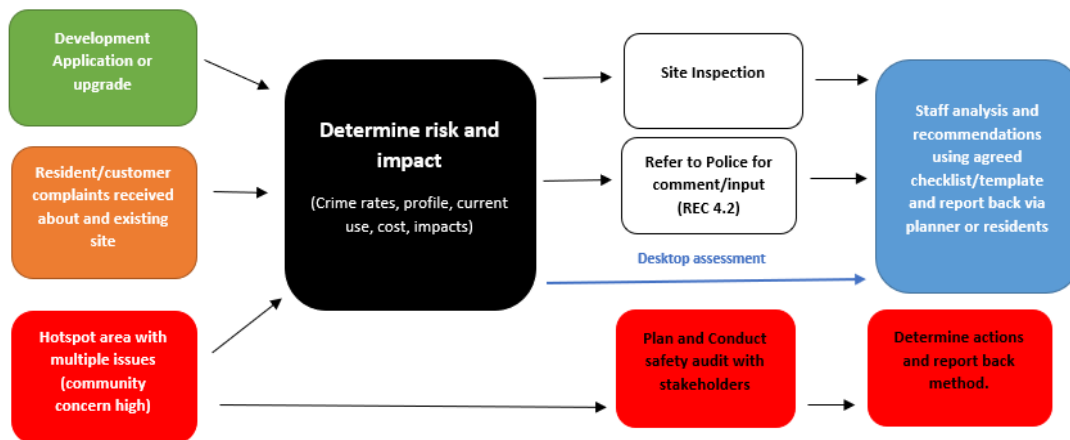 Development
Application or
upgrade
Resident/customer
complaints received
about and existing
site
Hotspot area with
multiple issues
(community
concern high)
Determine risk and
impact
(Crime rates, profile, current
use, cost, impacts)
Site Inspection
Refer to Police for
comment/input
(REC 4.2)
Desktop assessment
Plan and Conduct
safety audit with
stakeholders
Staff analysis and
recommendations
using agreed
checklist/template
and report back via
planner or residents
Determine actions
and report back
method.